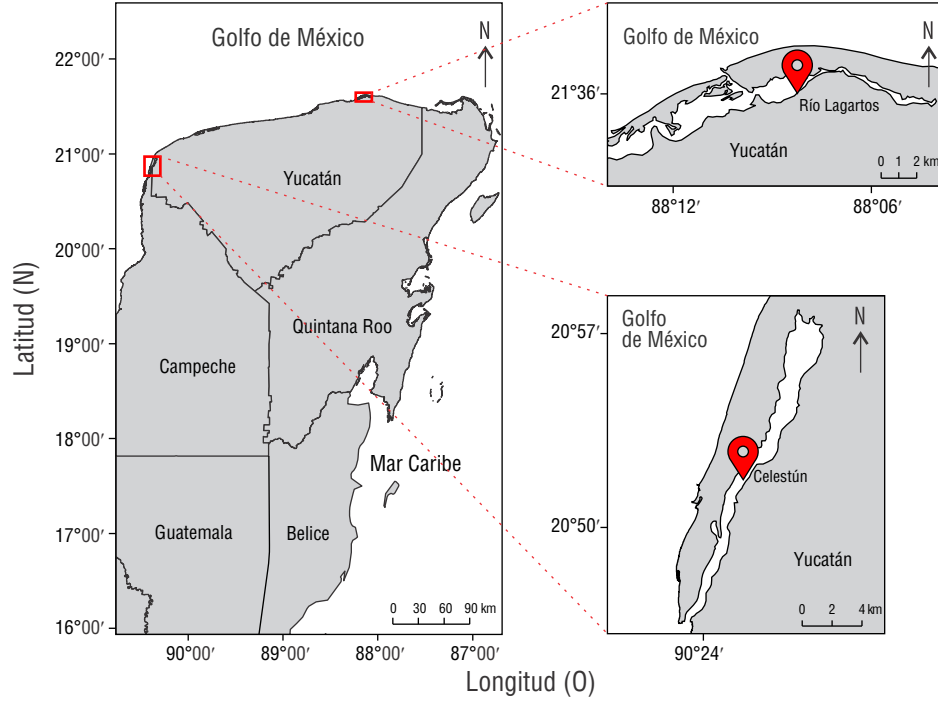 Golfo de México
N
22°00′
21°00′
20°00′
19°00′
18°00′
17°00′
16°00′
Latitud (N)
Yucatán
Quintana Roo
Campeche
Mar Caribe
Guatemala
Belice
0 30 60 90 km
90°00′
89°00′
88°00′
87°00′
Longitud (O)
Golfo de México
N
21°36′
Río Lagartos
Yucatán
0 1 2 2 km
88°12′
88°06′
Golfo
de México
N
20°57′
Celestún
20°50′
Yucatán
0 2 4 km
90°24′